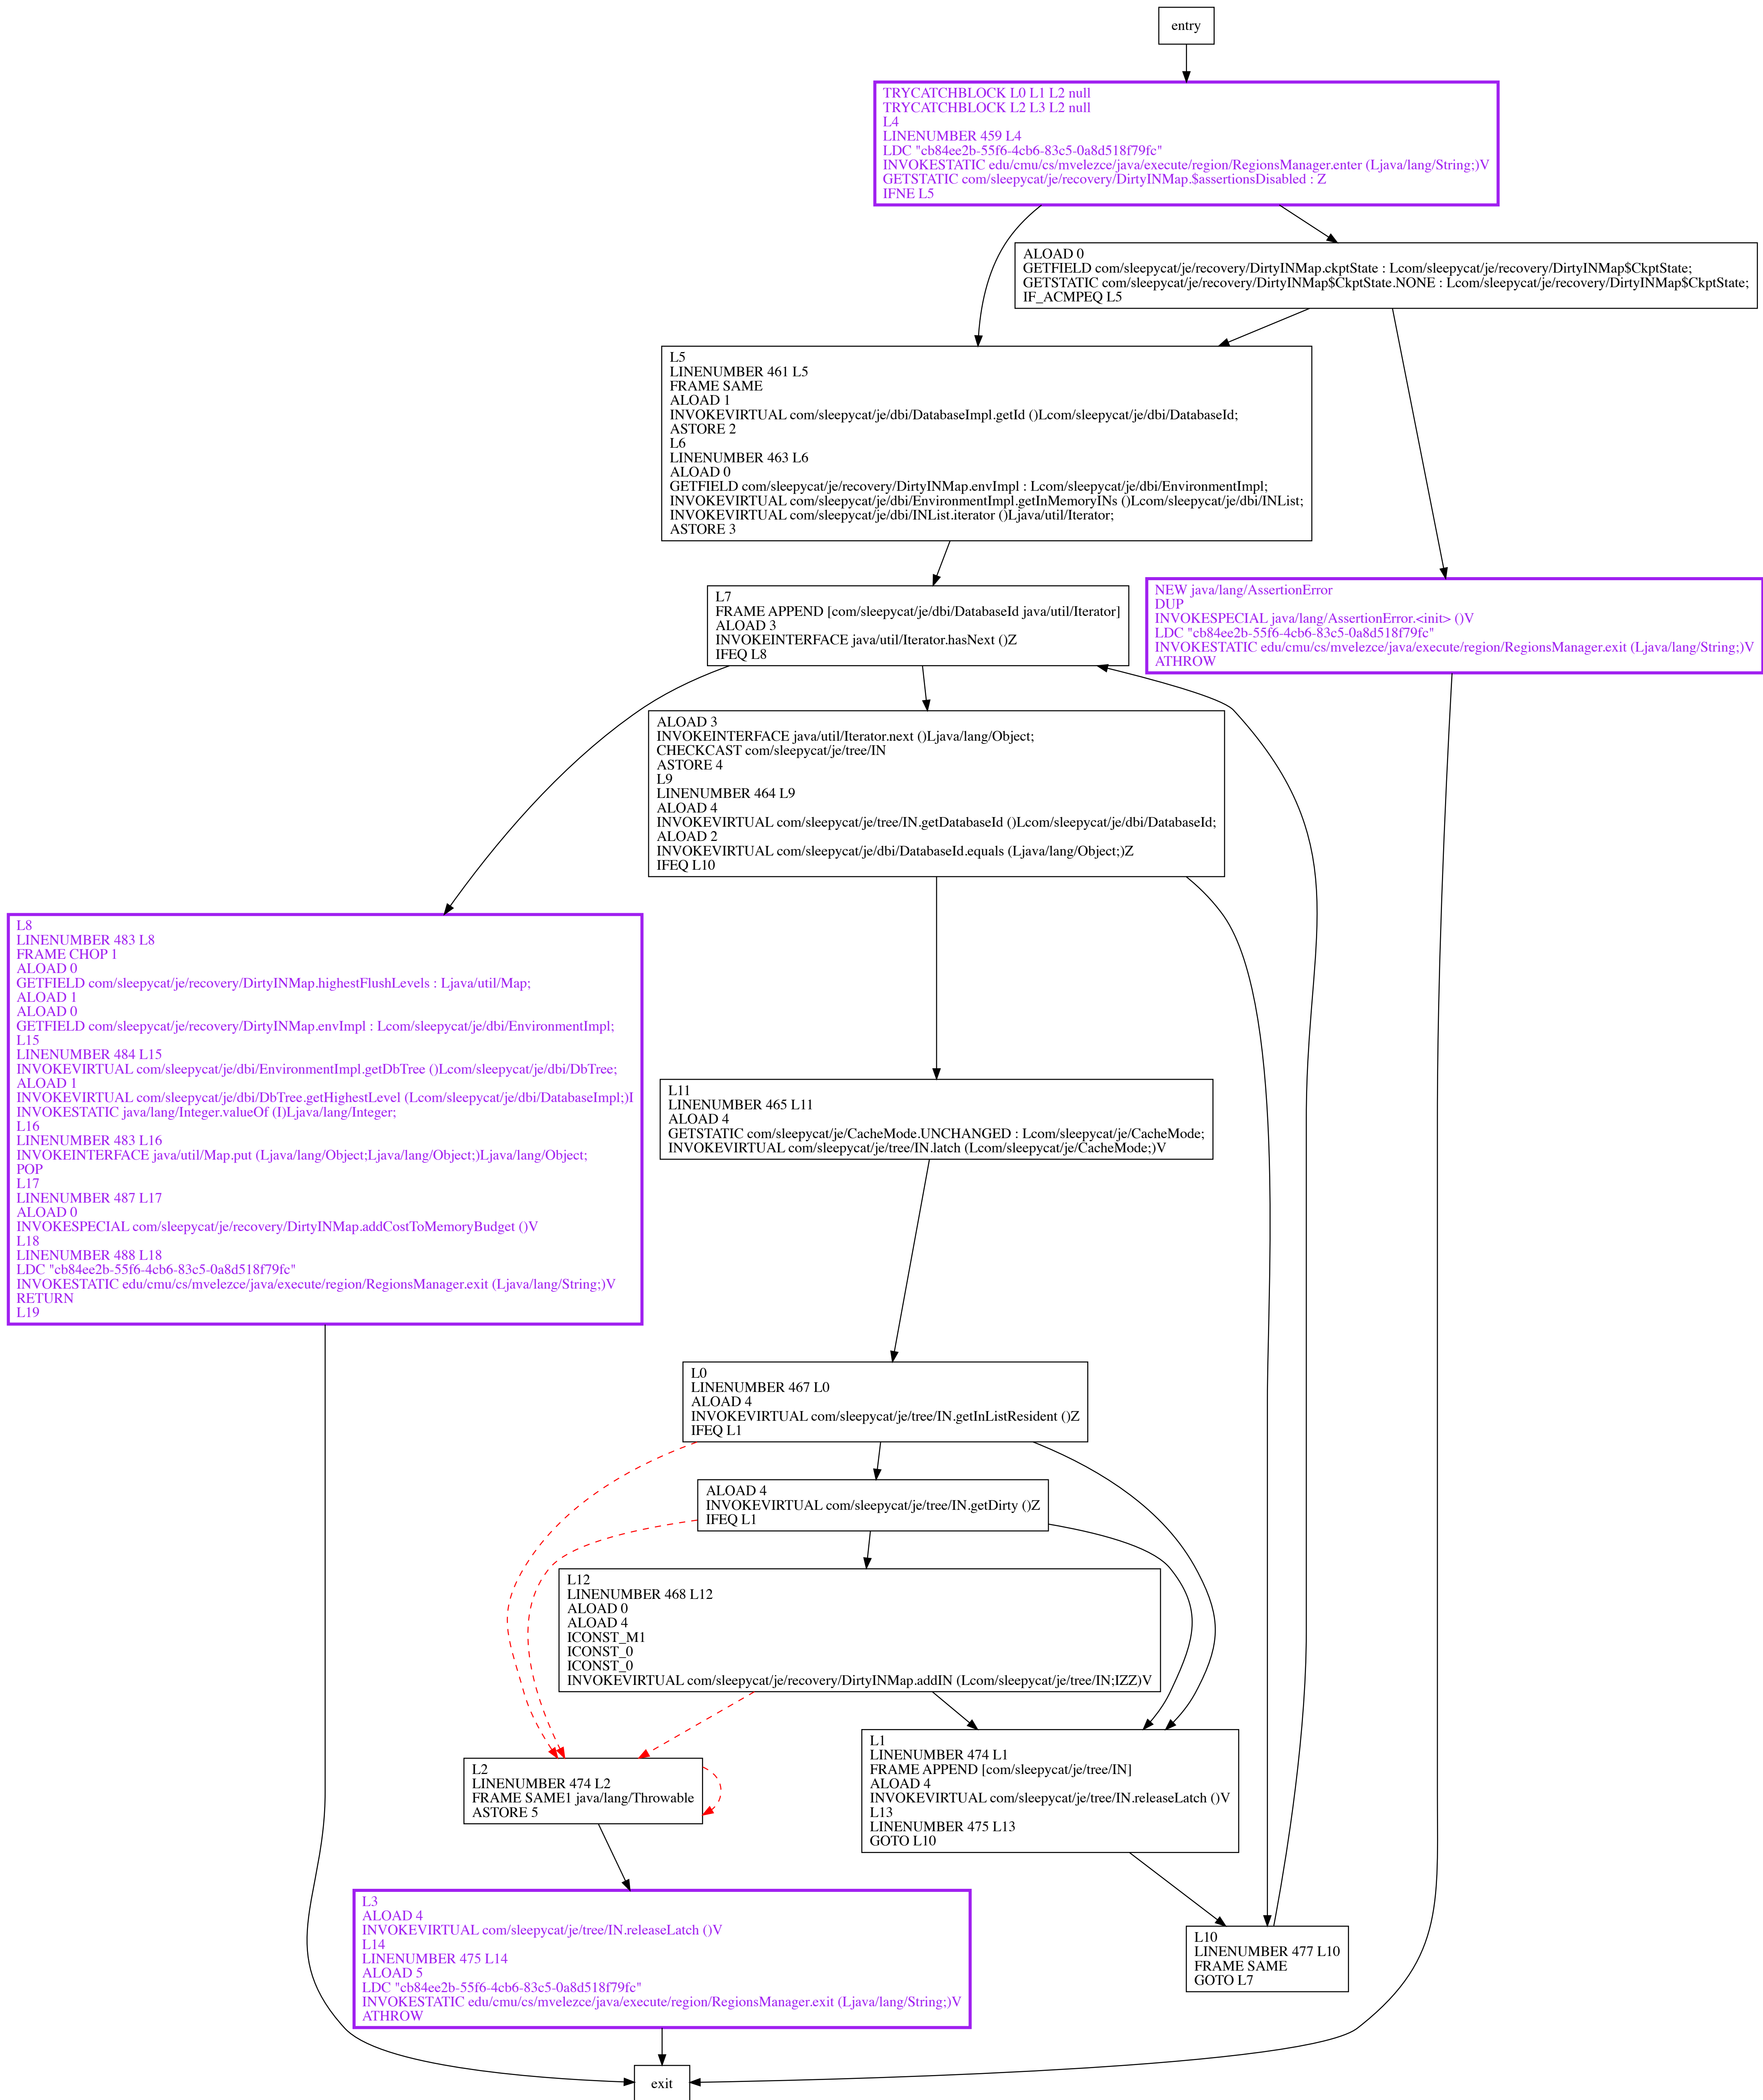 entry
TRYCATCHBLOCK L0 L1 L2 null
TRYCATCHBLOCK L2 L3 L2 null
L4
LINENUMBER 459 L4
LDC "cb84ee2b-55f6-4cb6-83c5-0a8d518f79fc"
INVOKESTATIC edu/cmu/cs/mvelezce/java/execute/region/RegionsManager.enter (Ljava/lang/String;)V
GETSTATIC com/sleepycat/je/recovery/DirtyINMap.$assertionsDisabled : Z
IFNE L5
ALOAD 0
GETFIELD com/sleepycat/je/recovery/DirtyINMap.ckptState : Lcom/sleepycat/je/recovery/DirtyINMap$CkptState;
GETSTATIC com/sleepycat/je/recovery/DirtyINMap$CkptState.NONE : Lcom/sleepycat/je/recovery/DirtyINMap$CkptState;
IF_ACMPEQ L5
L5
LINENUMBER 461 L5
FRAME SAME
ALOAD 1
INVOKEVIRTUAL com/sleepycat/je/dbi/DatabaseImpl.getId ()Lcom/sleepycat/je/dbi/DatabaseId;
ASTORE 2
L6
LINENUMBER 463 L6
ALOAD 0
GETFIELD com/sleepycat/je/recovery/DirtyINMap.envImpl : Lcom/sleepycat/je/dbi/EnvironmentImpl;
INVOKEVIRTUAL com/sleepycat/je/dbi/EnvironmentImpl.getInMemoryINs ()Lcom/sleepycat/je/dbi/INList;
INVOKEVIRTUAL com/sleepycat/je/dbi/INList.iterator ()Ljava/util/Iterator;
ASTORE 3
L7
FRAME APPEND [com/sleepycat/je/dbi/DatabaseId java/util/Iterator]
ALOAD 3
INVOKEINTERFACE java/util/Iterator.hasNext ()Z
IFEQ L8
NEW java/lang/AssertionError
DUP
INVOKESPECIAL java/lang/AssertionError.<init> ()V
LDC "cb84ee2b-55f6-4cb6-83c5-0a8d518f79fc"
INVOKESTATIC edu/cmu/cs/mvelezce/java/execute/region/RegionsManager.exit (Ljava/lang/String;)V
ATHROW
ALOAD 3
INVOKEINTERFACE java/util/Iterator.next ()Ljava/lang/Object;
CHECKCAST com/sleepycat/je/tree/IN
ASTORE 4
L9
LINENUMBER 464 L9
ALOAD 4
INVOKEVIRTUAL com/sleepycat/je/tree/IN.getDatabaseId ()Lcom/sleepycat/je/dbi/DatabaseId;
ALOAD 2
INVOKEVIRTUAL com/sleepycat/je/dbi/DatabaseId.equals (Ljava/lang/Object;)Z
IFEQ L10
L8
LINENUMBER 483 L8
FRAME CHOP 1
ALOAD 0
GETFIELD com/sleepycat/je/recovery/DirtyINMap.highestFlushLevels : Ljava/util/Map;
ALOAD 1
ALOAD 0
GETFIELD com/sleepycat/je/recovery/DirtyINMap.envImpl : Lcom/sleepycat/je/dbi/EnvironmentImpl;
L15
LINENUMBER 484 L15
INVOKEVIRTUAL com/sleepycat/je/dbi/EnvironmentImpl.getDbTree ()Lcom/sleepycat/je/dbi/DbTree;
ALOAD 1
INVOKEVIRTUAL com/sleepycat/je/dbi/DbTree.getHighestLevel (Lcom/sleepycat/je/dbi/DatabaseImpl;)I
INVOKESTATIC java/lang/Integer.valueOf (I)Ljava/lang/Integer;
L16
LINENUMBER 483 L16
INVOKEINTERFACE java/util/Map.put (Ljava/lang/Object;Ljava/lang/Object;)Ljava/lang/Object;
POP
L17
LINENUMBER 487 L17
ALOAD 0
INVOKESPECIAL com/sleepycat/je/recovery/DirtyINMap.addCostToMemoryBudget ()V
L18
LINENUMBER 488 L18
LDC "cb84ee2b-55f6-4cb6-83c5-0a8d518f79fc"
INVOKESTATIC edu/cmu/cs/mvelezce/java/execute/region/RegionsManager.exit (Ljava/lang/String;)V
RETURN
L19
L11
LINENUMBER 465 L11
ALOAD 4
GETSTATIC com/sleepycat/je/CacheMode.UNCHANGED : Lcom/sleepycat/je/CacheMode;
INVOKEVIRTUAL com/sleepycat/je/tree/IN.latch (Lcom/sleepycat/je/CacheMode;)V
L0
LINENUMBER 467 L0
ALOAD 4
INVOKEVIRTUAL com/sleepycat/je/tree/IN.getInListResident ()Z
IFEQ L1
ALOAD 4
INVOKEVIRTUAL com/sleepycat/je/tree/IN.getDirty ()Z
IFEQ L1
L12
LINENUMBER 468 L12
ALOAD 0
ALOAD 4
ICONST_M1
ICONST_0
ICONST_0
INVOKEVIRTUAL com/sleepycat/je/recovery/DirtyINMap.addIN (Lcom/sleepycat/je/tree/IN;IZZ)V
L2
LINENUMBER 474 L2
FRAME SAME1 java/lang/Throwable
ASTORE 5
L1
LINENUMBER 474 L1
FRAME APPEND [com/sleepycat/je/tree/IN]
ALOAD 4
INVOKEVIRTUAL com/sleepycat/je/tree/IN.releaseLatch ()V
L13
LINENUMBER 475 L13
GOTO L10
L3
ALOAD 4
INVOKEVIRTUAL com/sleepycat/je/tree/IN.releaseLatch ()V
L14
LINENUMBER 475 L14
ALOAD 5
LDC "cb84ee2b-55f6-4cb6-83c5-0a8d518f79fc"
INVOKESTATIC edu/cmu/cs/mvelezce/java/execute/region/RegionsManager.exit (Ljava/lang/String;)V
ATHROW
L10
LINENUMBER 477 L10
FRAME SAME
GOTO L7
exit